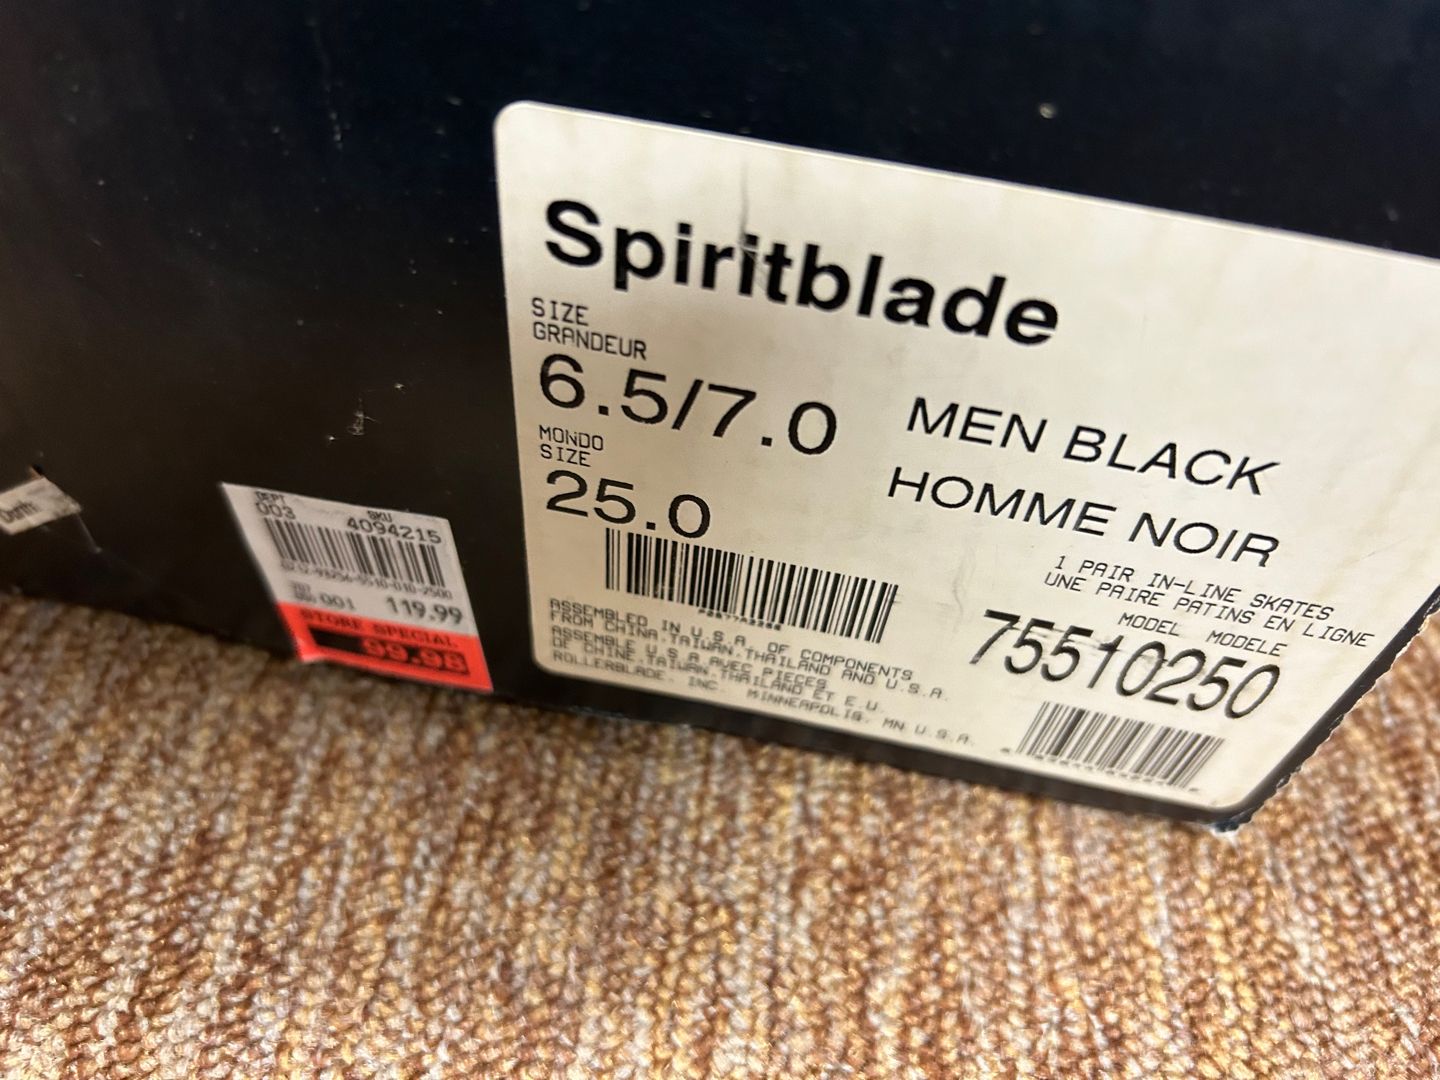 Spiritblade
SIZE
GRANDEUR
6.5/7.0
MONDO
SIZE
25.0
MEN BLACK
HOMME NOIR
1 PAIR IN-LINE SKATES
UNE PAIRE PATINS EN LIGNE
MODEL MODELE
75510250
ASSEMBLED IN U.S.A. OF COMPONENTS
FROM CHINA,TAIWAN,THAILAND AND U.S.A.
ASSEMBLE U.S.A.AVEC PIECES
DE CHINE,TAIWAN,THAILAND ET E.U.
ROLLERBLADE, INC. MINNEAPOLIS, MN U.S.A.
DEPT SKU
003 4094215
001 119.99
STORE SPECIAL
99.98